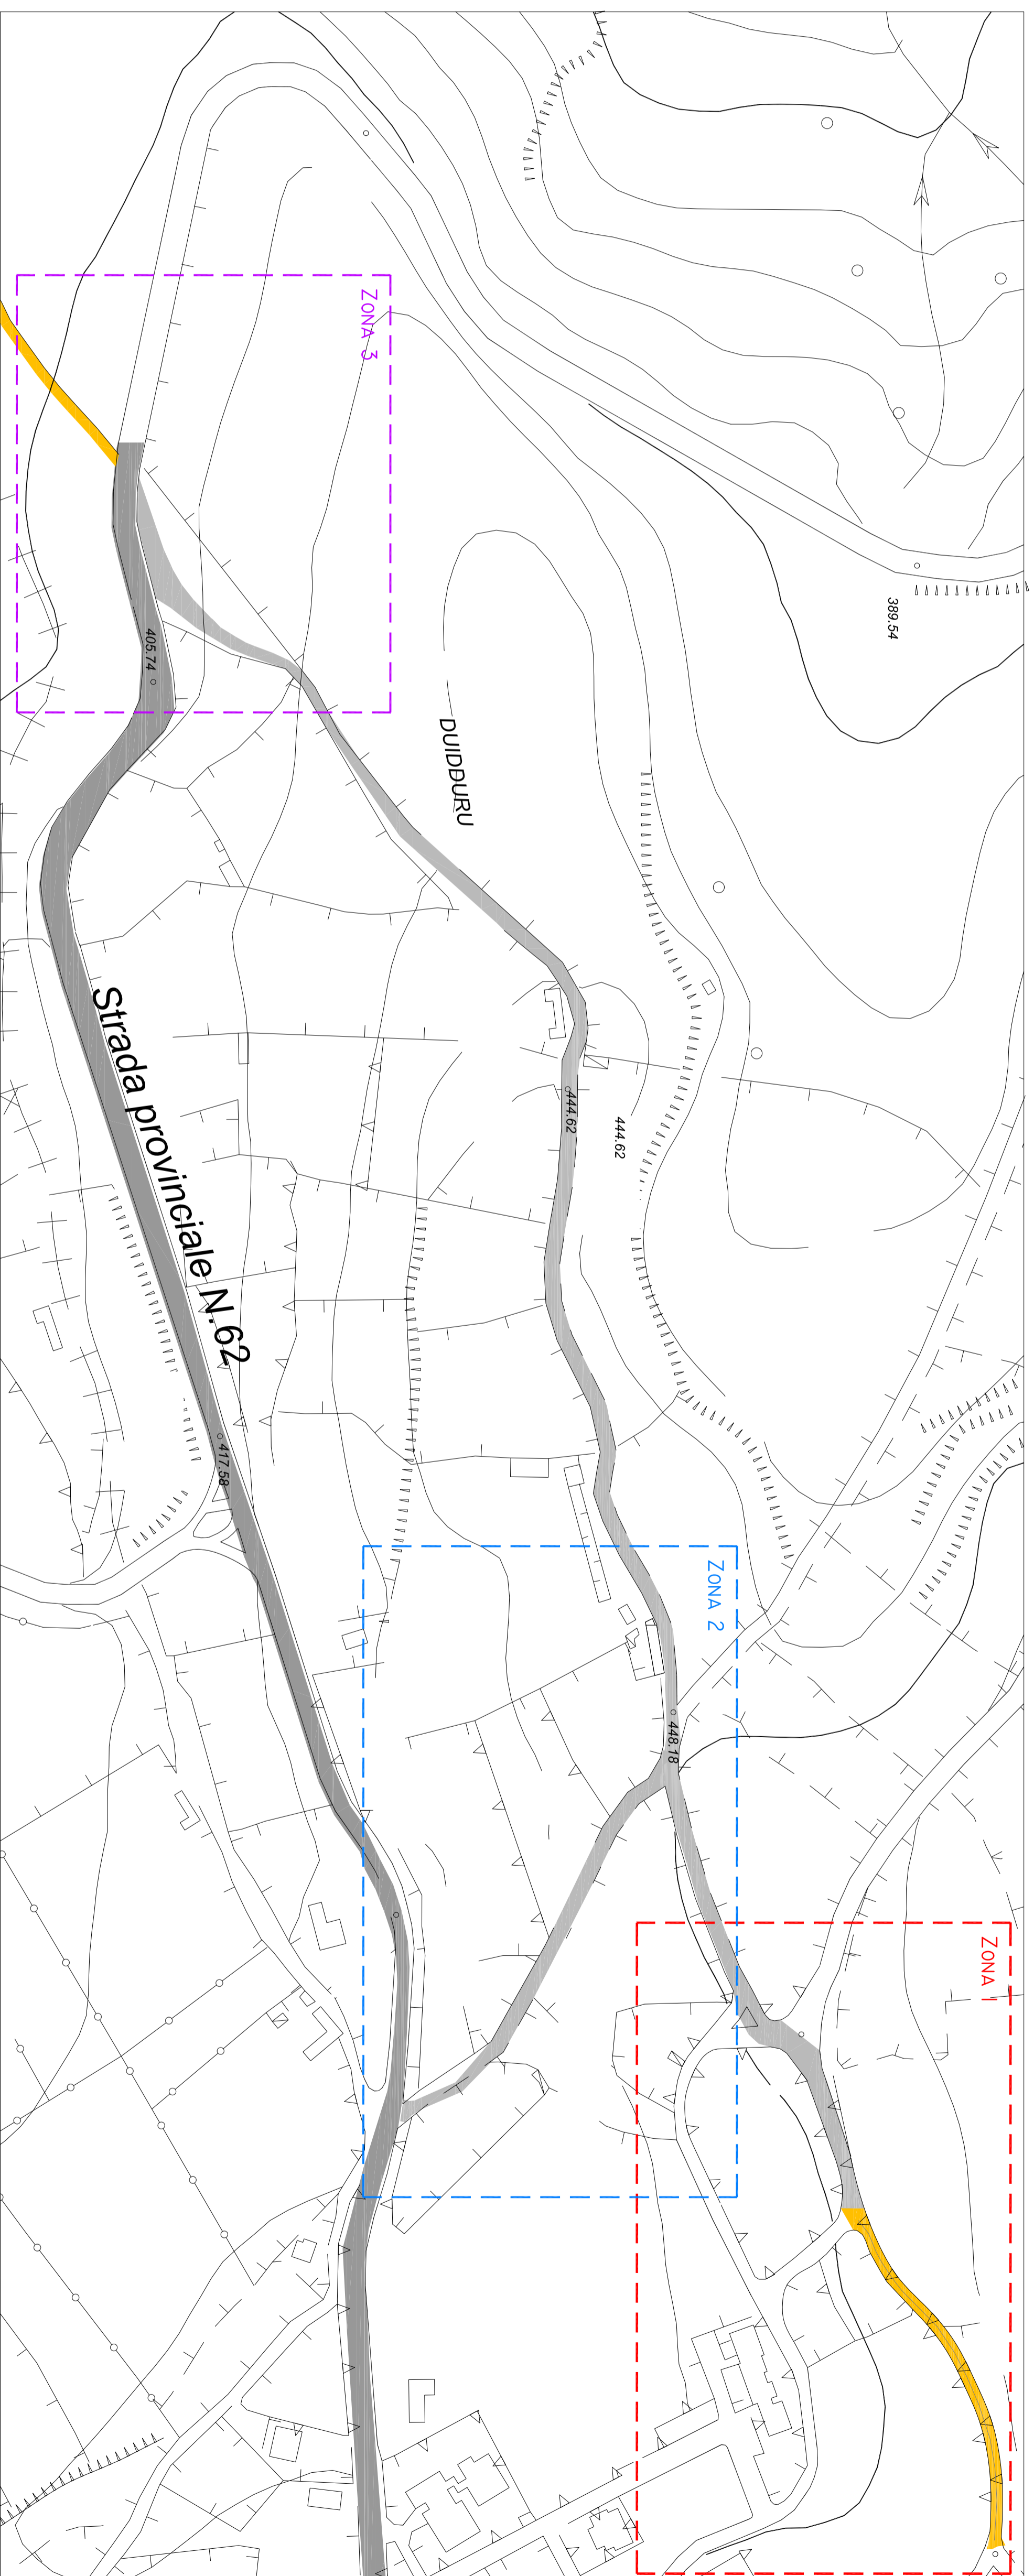 ZONA 3
389.54
405.74
DUIDDURU
Strada provinciale N.62
444.62
444.62
417.58
ZONA 2
448.18
ZONA 1